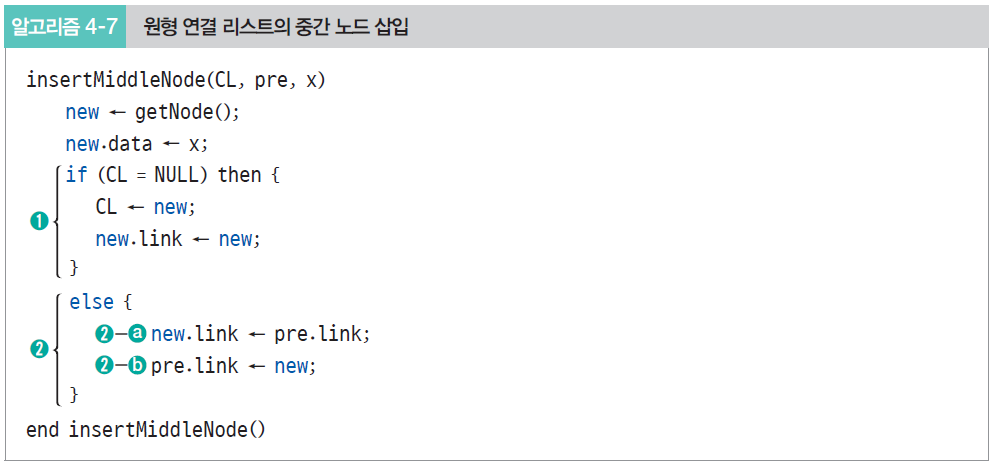 알고리즘 4-7 원형 연결 리스트의 중간 노드 삽입
insertMiddleNode(CL, pre, x)
new ← getNode();
new.data ← x;
if (CL = NULL) then {
CL ← new;
❶
new.link ← new;
}
else {
❷-ⓐ new.link ← pre.link;
❷
❷-ⓑ pre.link ← new;
}
end insertMiddleNode()